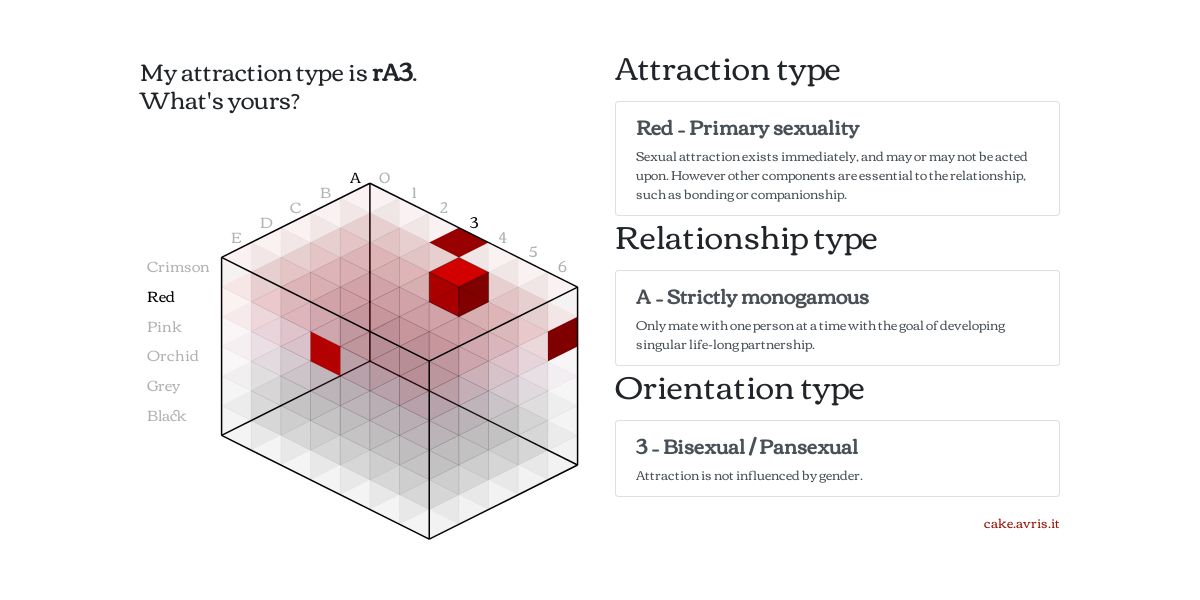 My attraction type is rA3.
What's yours?
A O
B 1
C 2
D 3
E 4
5
6
Crimson
Red
Pink
Orchid
Grey
Black
Attraction type
Red - Primary sexuality
Sexual attraction exists immediately, and may or may not be acted
upon. However other components are essential to the relationship,
such as bonding or companionship.
Relationship type
A - Strictly monogamous
Only mate with one person at a time with the goal of developing
singular life-long partnership.
Orientation type
3 - Bisexual / Pansexual
Attraction is not influenced by gender.
cake.avris.it